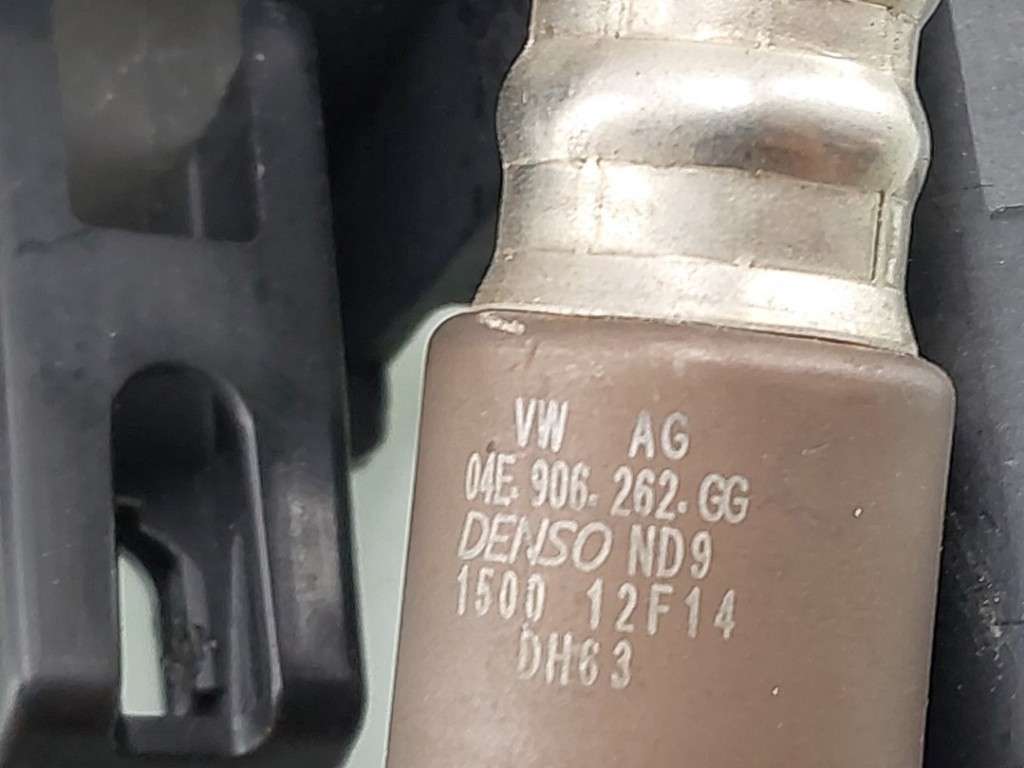 VW AG
04E.906.262.GG
DENSO ND9
1500 12F14
DH63